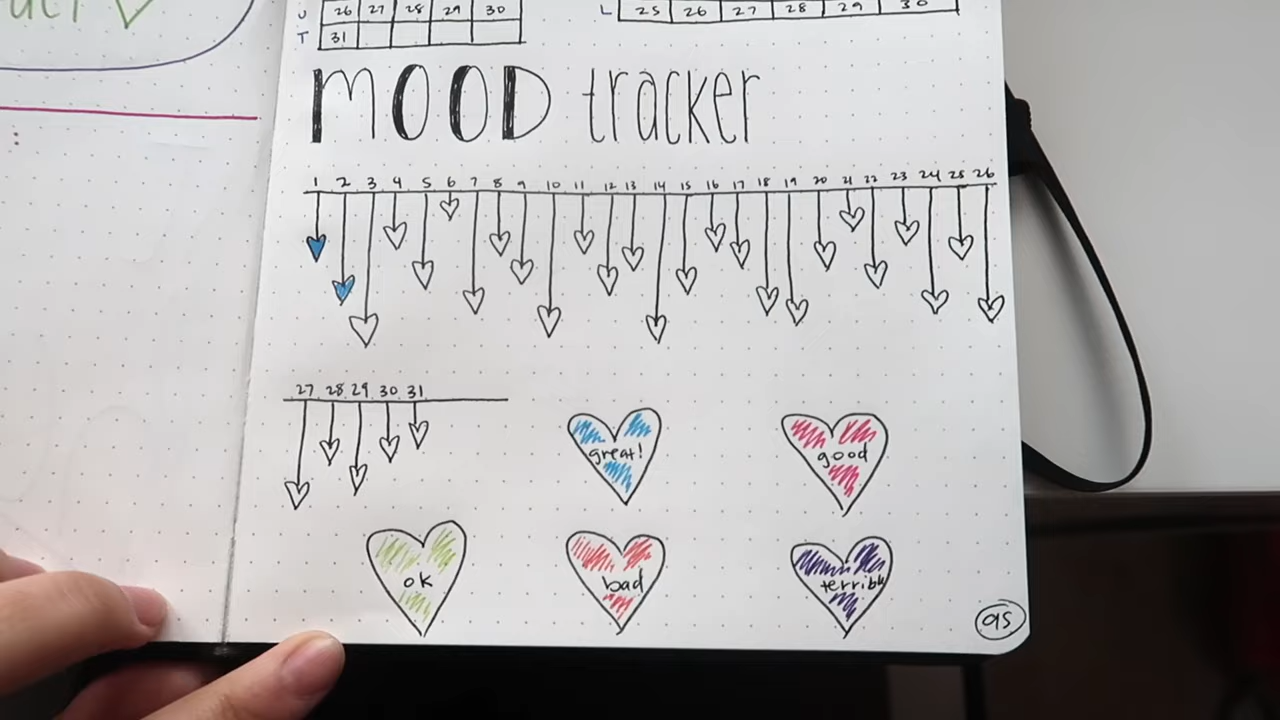 U 26 27 28 29 30
T 31
L 25 26 27 28 29 30
MOOD tracker
1 2 3 4 5 6 7 8 9 10 11 12 13 14 15 16 17 18 19 20 21 22 23 24 25 26
27 28 29 30 31
great!
good
ok
bad
terrible
95